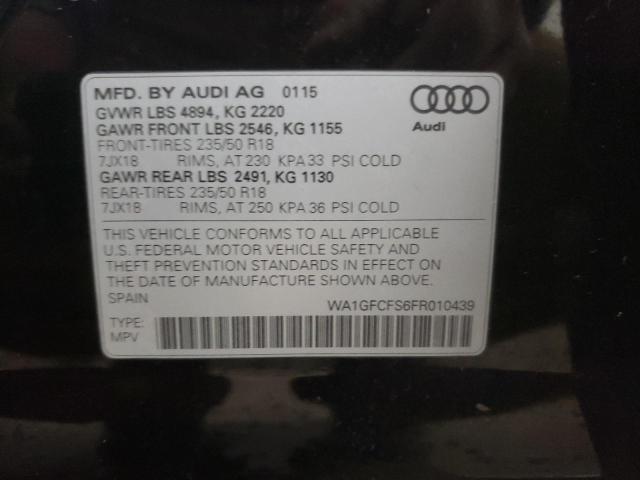 MFD. BY AUDI AG 0115
GVWR LBS 4894, KG 2220
GAWR FRONT LBS 2546, KG 1155
FRONT-TIRES 235/50 R18
7JX18 RIMS, AT 230 KPA 33 PSI COLD
GAWR REAR LBS 2491, KG 1130
REAR-TIRES 235/50 R18
7JX18 RIMS, AT 250 KPA 36 PSI COLD
Audi
THIS VEHICLE CONFORMS TO ALL APPLICABLE
U.S. FEDERAL MOTOR VEHICLE SAFETY AND
THEFT PREVENTION STANDARDS IN EFFECT ON
THE DATE OF MANUFACTURE SHOWN ABOVE.
SPAIN WA1GFCFS6FR010439
TYPE:
MPV